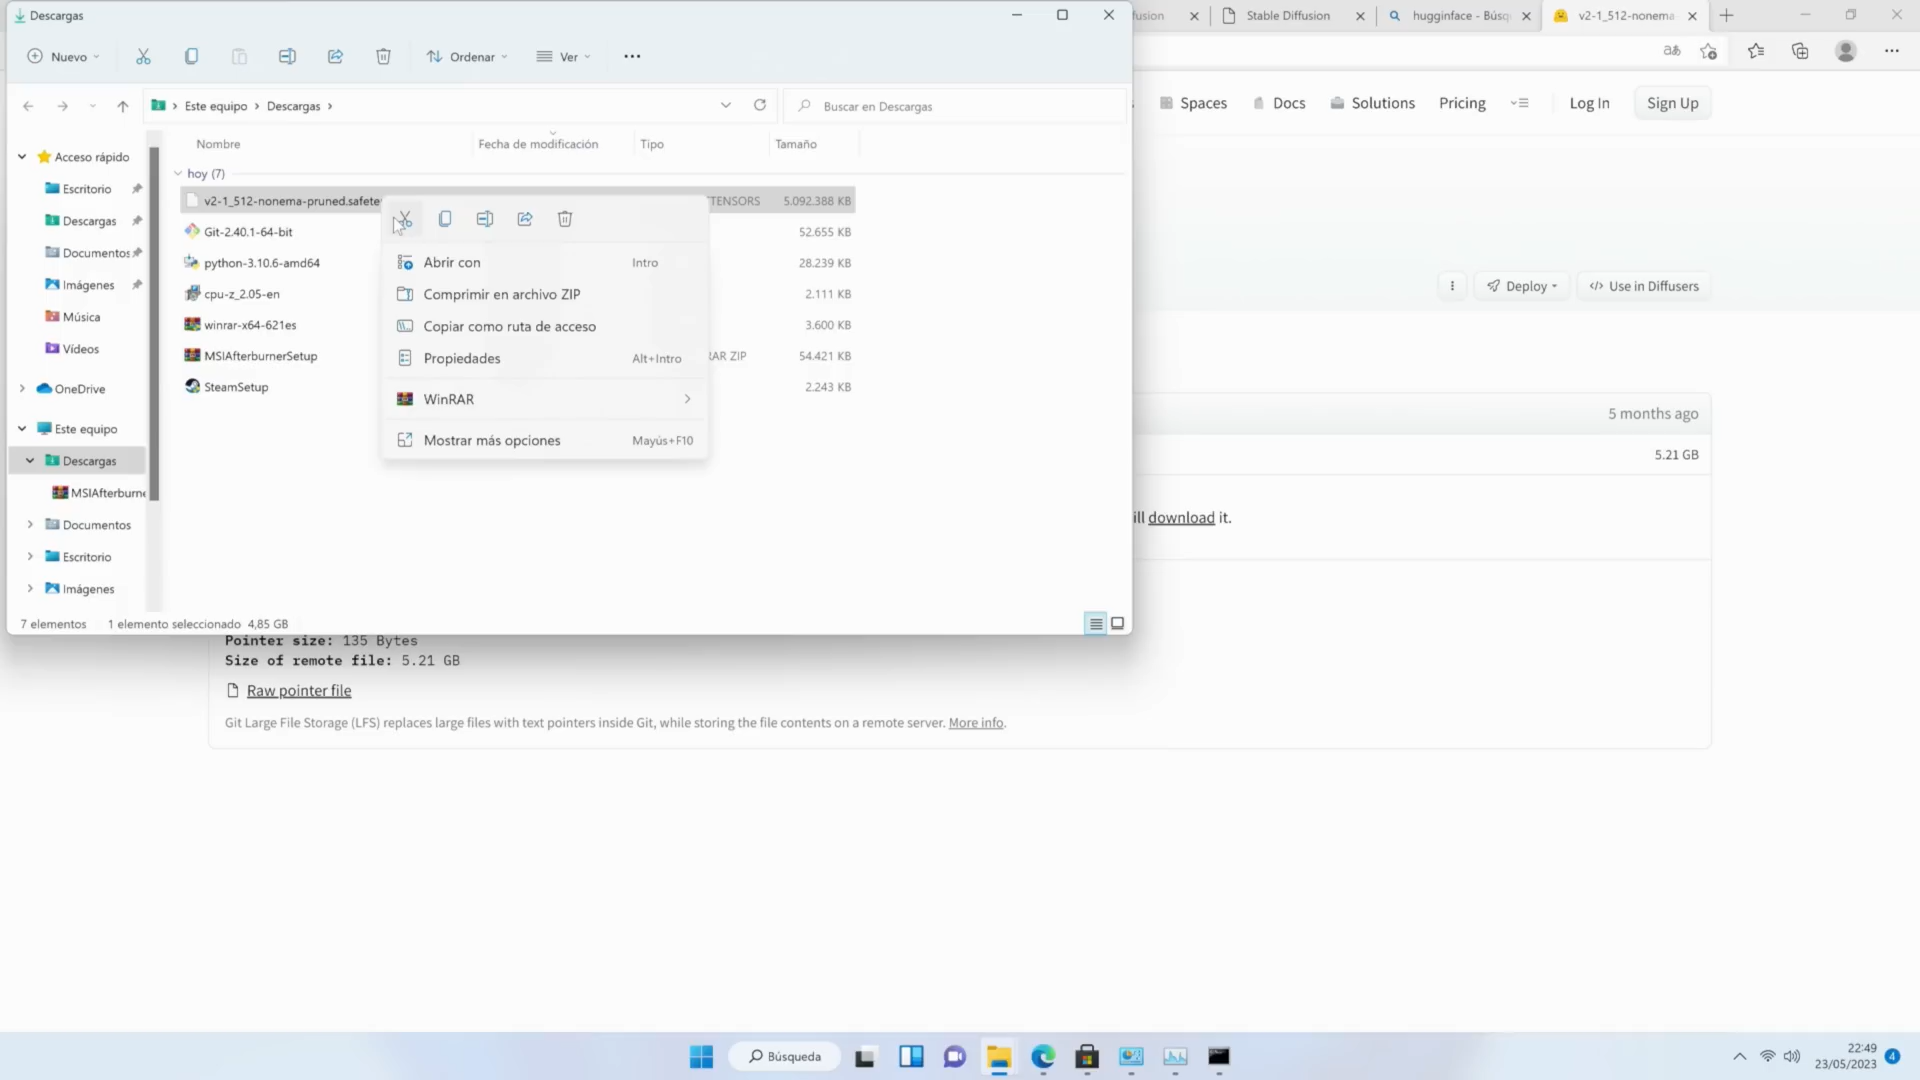 Descargas
fusion
Stable Diffusion
hugginface - Búsq
v2-1_512-nonema
Nuevo
Ordenar
Ver
Este equipo
Descargas
Buscar en Descargas
Spaces
Docs
Solutions
Pricing
Log In
Sign Up
Nombre
Fecha de modificación
Tipo
Tamaño
Acceso rápido
hoy (7)
Escritorio
v2-1_512-nonema-pruned.safete
TENSORS
5.092.388 KB
Descargas
Git-2.40.1-64-bit
52.655 KB
Documentos
python-3.10.6-amd64
Abrir con
Intro
28.239 KB
Imágenes
cpu-z_2.05-en
Comprimir en archivo ZIP
2.111 KB
Deploy
</> Use in Diffusers
Música
winrar-x64-621es
Copiar como ruta de acceso
3.600 KB
Vídeos
MSIAfterburnerSetup
Propiedades
Alt+Intro
RAR ZIP
54.421 KB
OneDrive
SteamSetup
WinRAR
2.243 KB
Este equipo
Mostrar más opciones
Mayús+F10
5 months ago
Descargas
5.21 GB
MSIAfterburne
Documentos
ill download it.
Escritorio
Imágenes
7 elementos
1 elemento seleccionado 4,85 GB
Pointer size: 135 Bytes
Size of remote file: 5.21 GB
Raw pointer file
Git Large File Storage (LFS) replaces large files with text pointers inside Git, while storing the file contents on a remote server. More info.
Búsqueda
22:49
23/05/2023
4